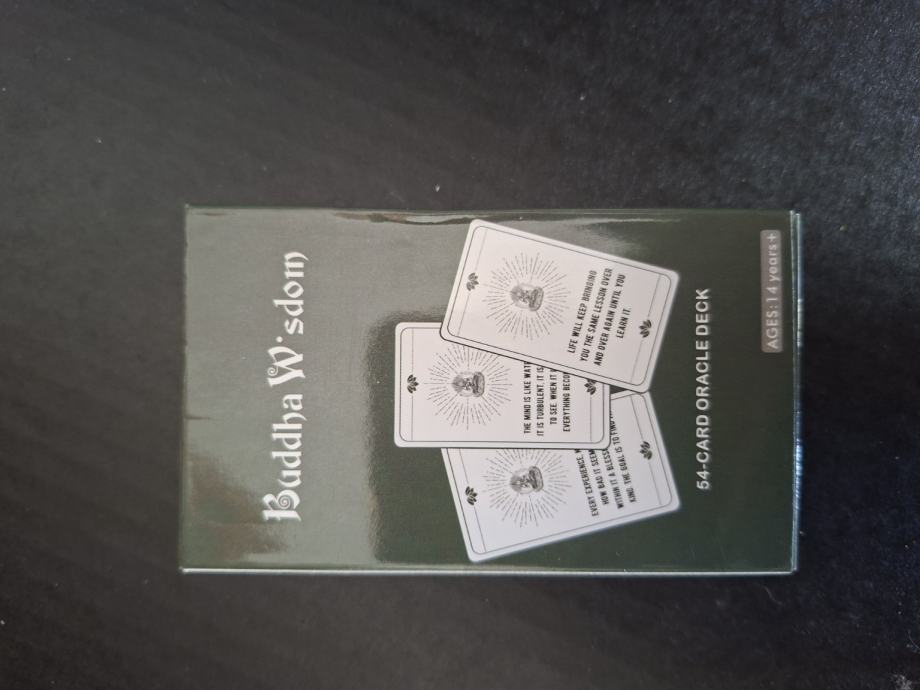 Buddha Wisdom
EVERY EXPERIENCE,
HOW BAD IT SEEM
WITHIN IT A BLESS
KIND. THE GOAL IS TO FIND
THE MIND IS LIKE WAT
IT IS TURBULENT, IT IS
TO SEE. WHEN IT
EVERYTHING BECO
LIFE WILL KEEP BRINGING
YOU THE SAME LESSON OVER
AND OVER AGAIN UNTIL YOU
LEARN IT.
54-CARD ORACLE DECK
AGES:14 years+